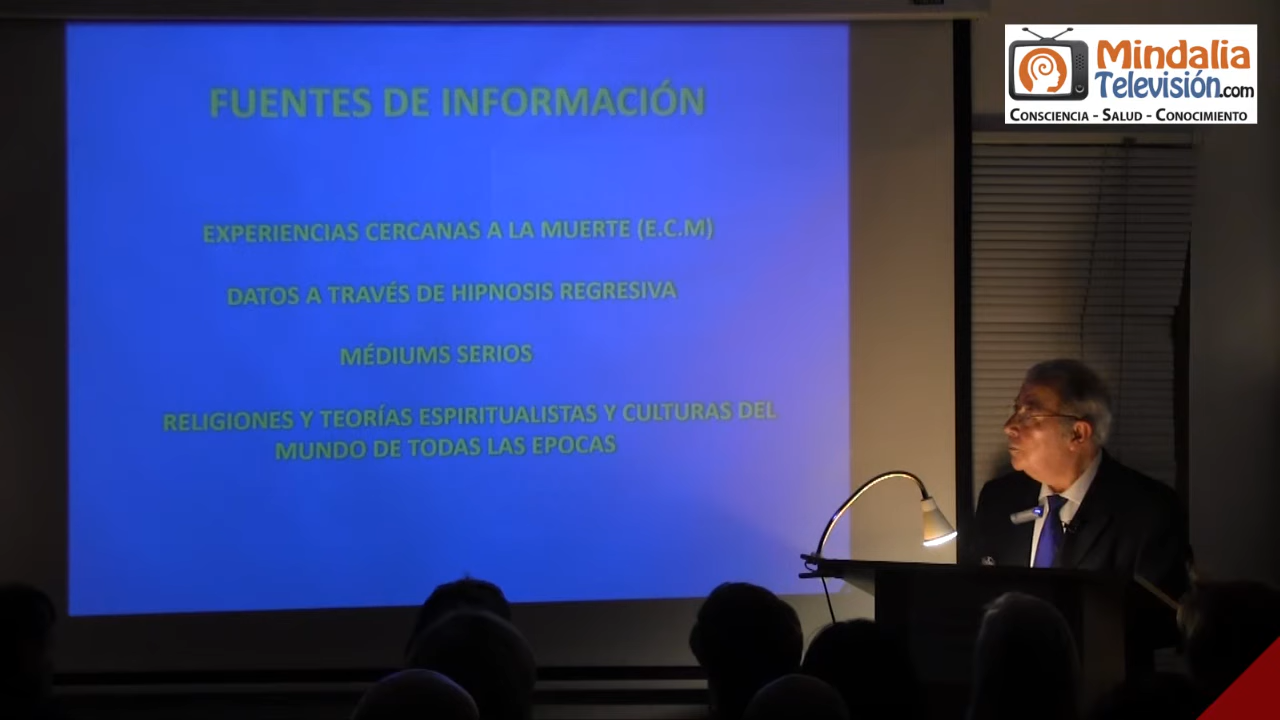 FUENTES DE INFORMACIÓN
EXPERIENCIAS CERCANAS A LA MUERTE (E.C.M)
DATOS A TRAVÉS DE HIPNOSIS REGRESIVA
MÉDIUMS SERIOS
RELIGIONES Y TEORÍAS ESPIRITUALISTAS Y CULTURAS DEL
MUNDO DE TODAS LAS EPOCAS
Mindalia
Televisión.com
CONSCIENCIA - SALUD - CONOCIMIENTO